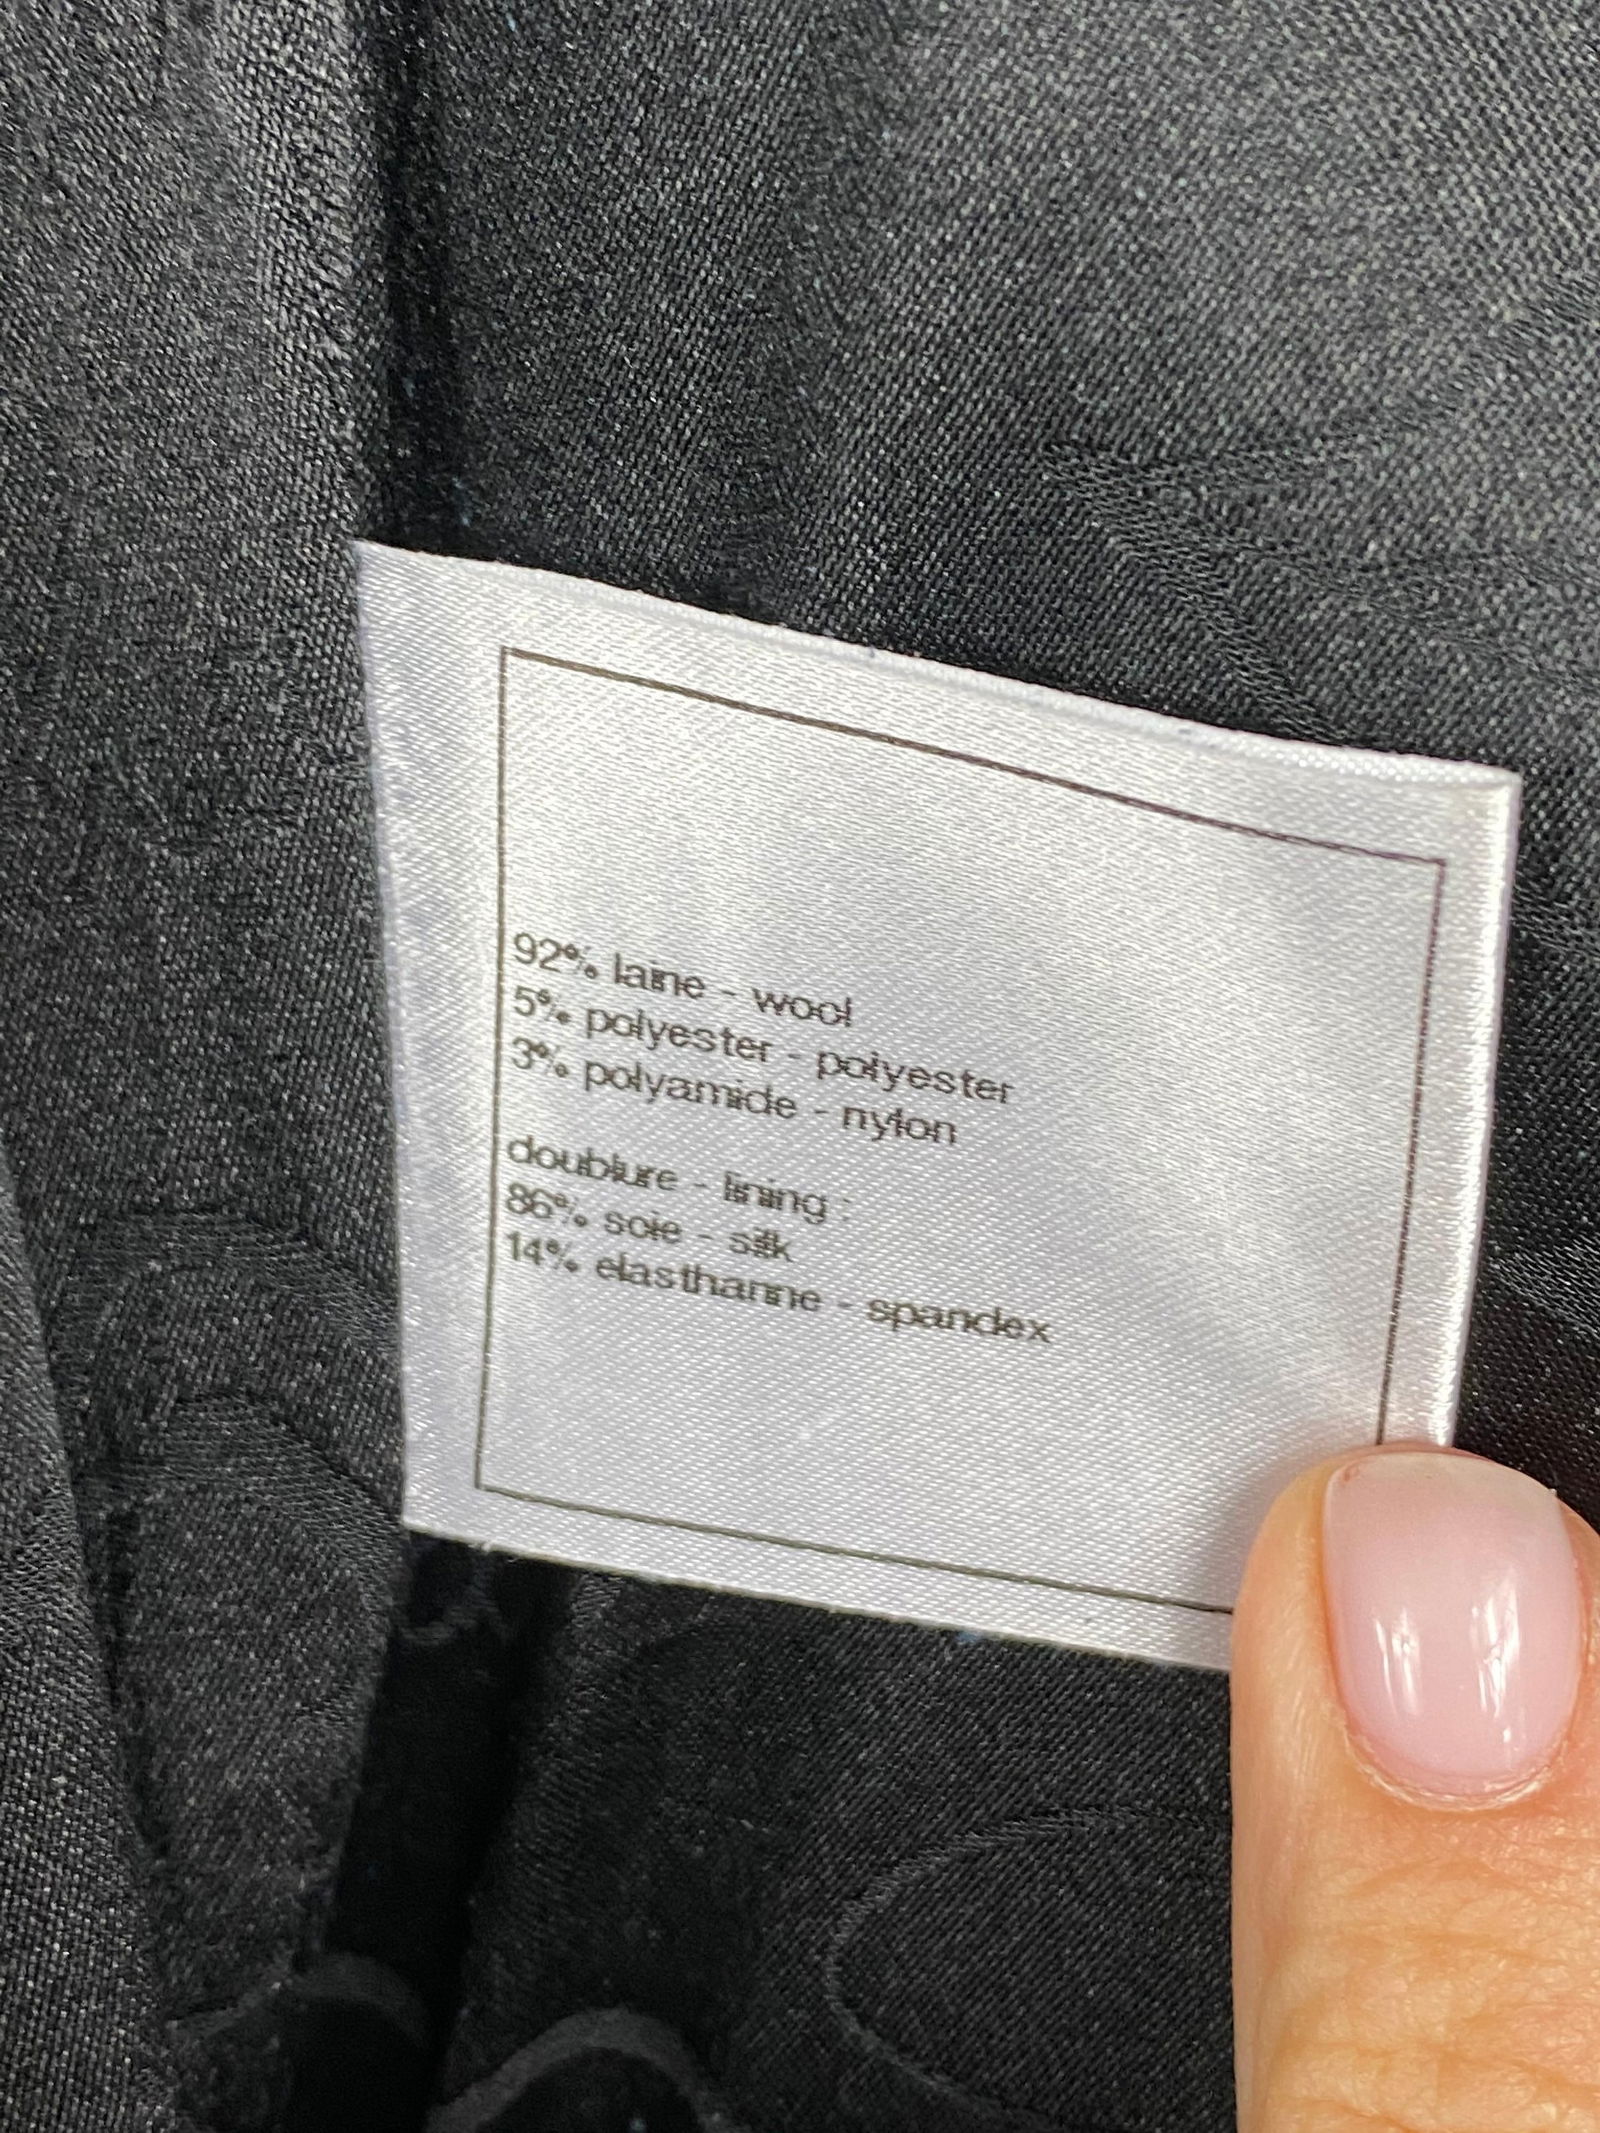 92% laine - wool
5% polyester - polyester
3% polyamide - nylon
doublure - lining :
86% soie - silk
14% elasthanne - spandex